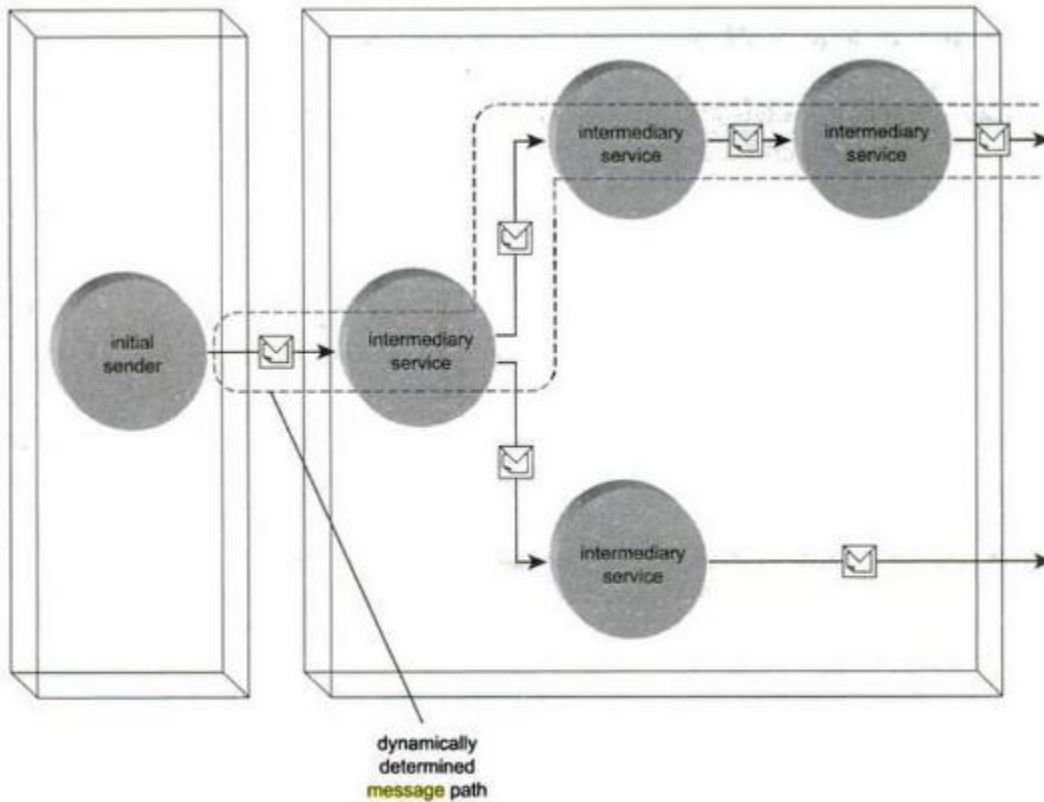 intermediary
service
intermediary
service
initial
sender
intermediary
service
intermediary
service
dynamically
determined
message path